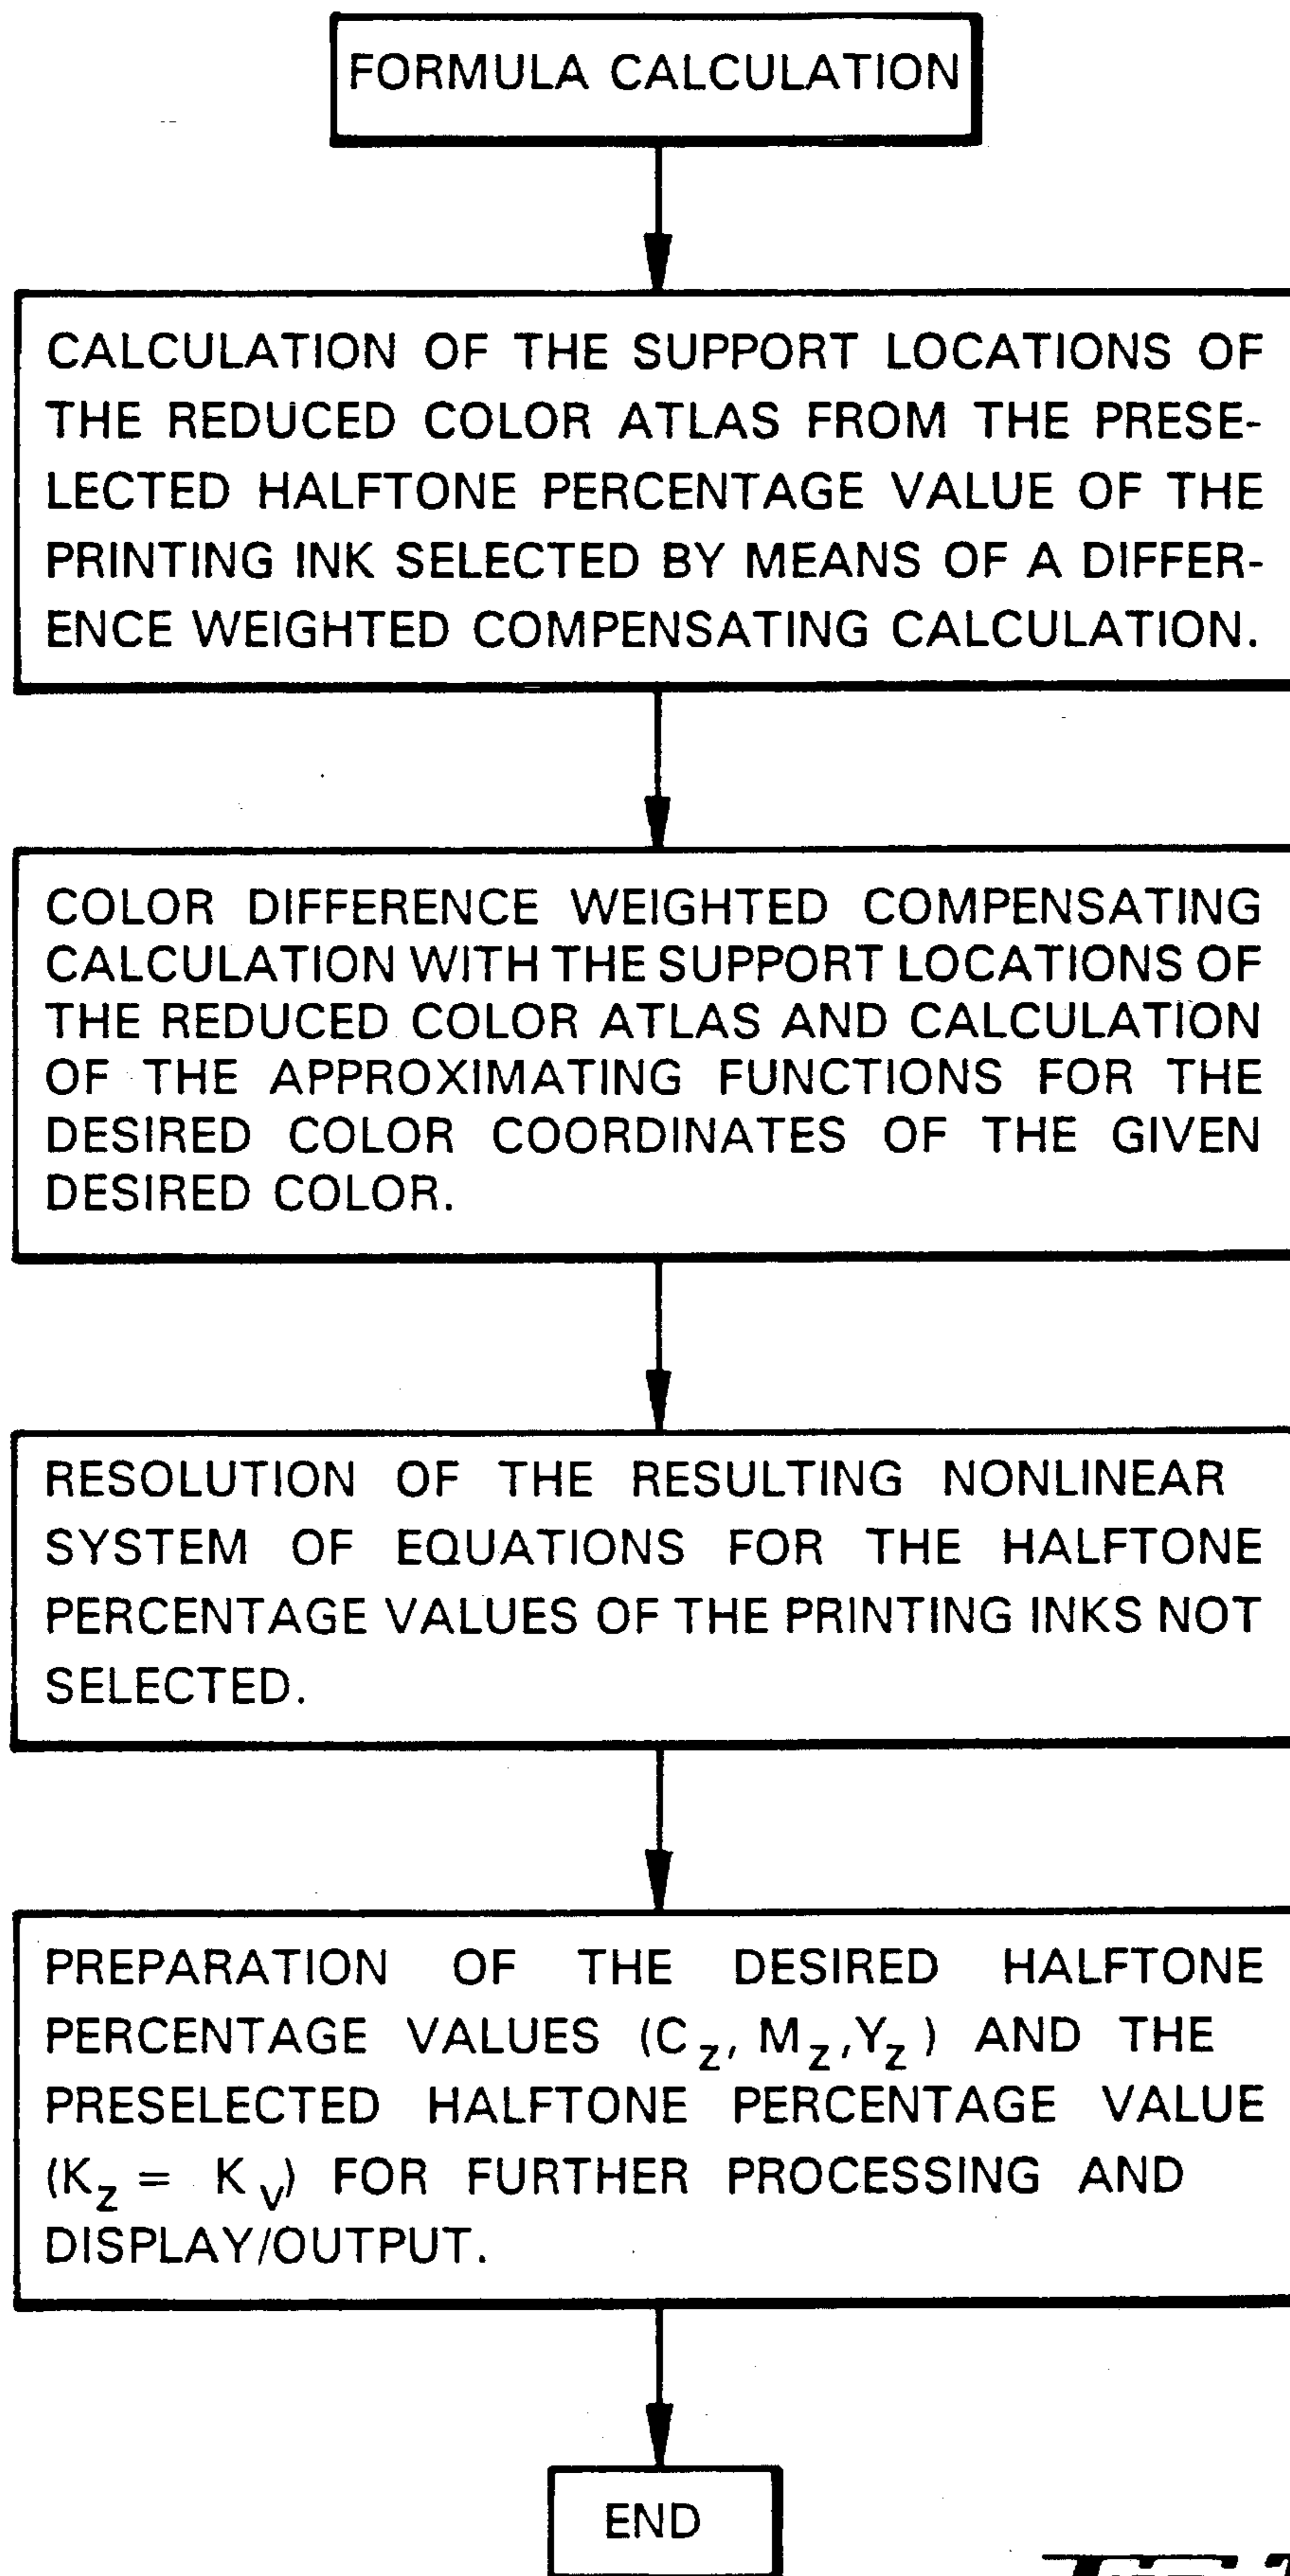 FORMULA CALCULATION
CALCULATION OF THE SUPPORT LOCATIONS OF
THE REDUCED COLOR ATLAS FROM THE PRESE-
LECTED HALFTONE PERCENTAGE VALUE OF THE
PRINTING INK SELECTED BY MEANS OF A DIFFER-
ENCE WEIGHTED COMPENSATING CALCULATION.
COLOR DIFFERENCE WEIGHTED COMPENSATING
CALCULATION WITH THE SUPPORT LOCATIONS OF
THE REDUCED COLOR ATLAS AND CALCULATION
OF THE APPROXIMATING FUNCTIONS FOR THE
DESIRED COLOR COORDINATES OF THE GIVEN
DESIRED COLOR.
RESOLUTION OF THE RESULTING NONLINEAR
SYSTEM OF EQUATIONS FOR THE HALFTONE
PERCENTAGE VALUES OF THE PRINTING INKS NOT
SELECTED.
PREPARATION OF THE DESIRED HALFTONE
PERCENTAGE VALUES (C_z, M_z, Y_z) AND THE
PRESELECTED HALFTONE PERCENTAGE VALUE
(K_z = K_v) FOR FURTHER PROCESSING AND
DISPLAY/OUTPUT.
END